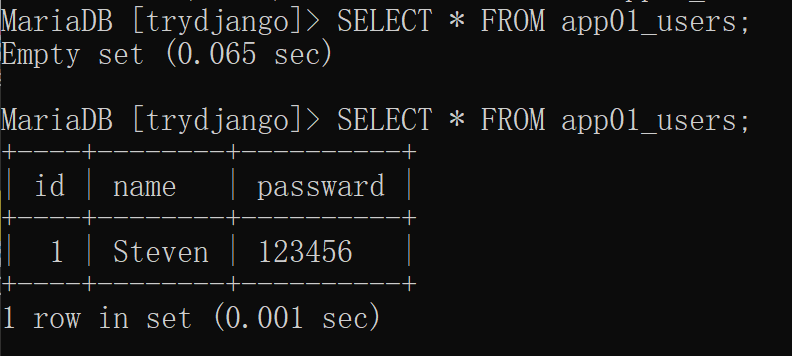 MariaDB [trydjango]> SELECT * FROM app01_users;
Empty set (0.065 sec)
MariaDB [trydjango]> SELECT * FROM app01_users;
+----+--------+----------+
| id | name   | passward |
+----+--------+----------+
|  1 | Steven | 123456   |
+----+--------+----------+
1 row in set (0.001 sec)